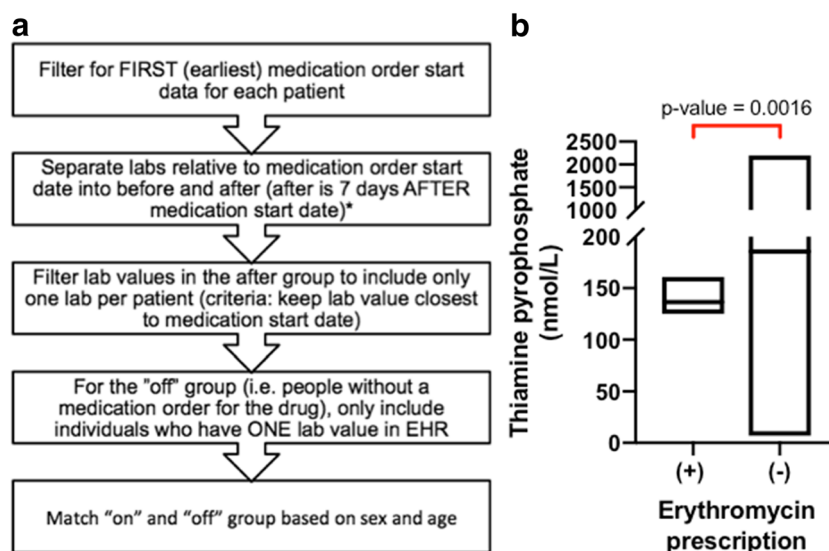 a
Filter for FIRST (earliest) medication order start
data for each patient
Separate labs relative to medication order start
date into before and after (after is 7 days AFTER
medication start date)*
Filter lab values in the after group to include only
one lab per patient (criteria: keep lab value closest
to medication start date)
For the "off" group (i.e. people without a
medication order for the drug), only include
individuals who have ONE lab value in EHR
Match “on” and “off” group based on sex and age
b
p-value = 0.0016
Thiamine pyrophosphate
(nmol/L)
2500
2000
1500
1000
200
150
100
50
0
(+) (-)
Erythromycin
prescription